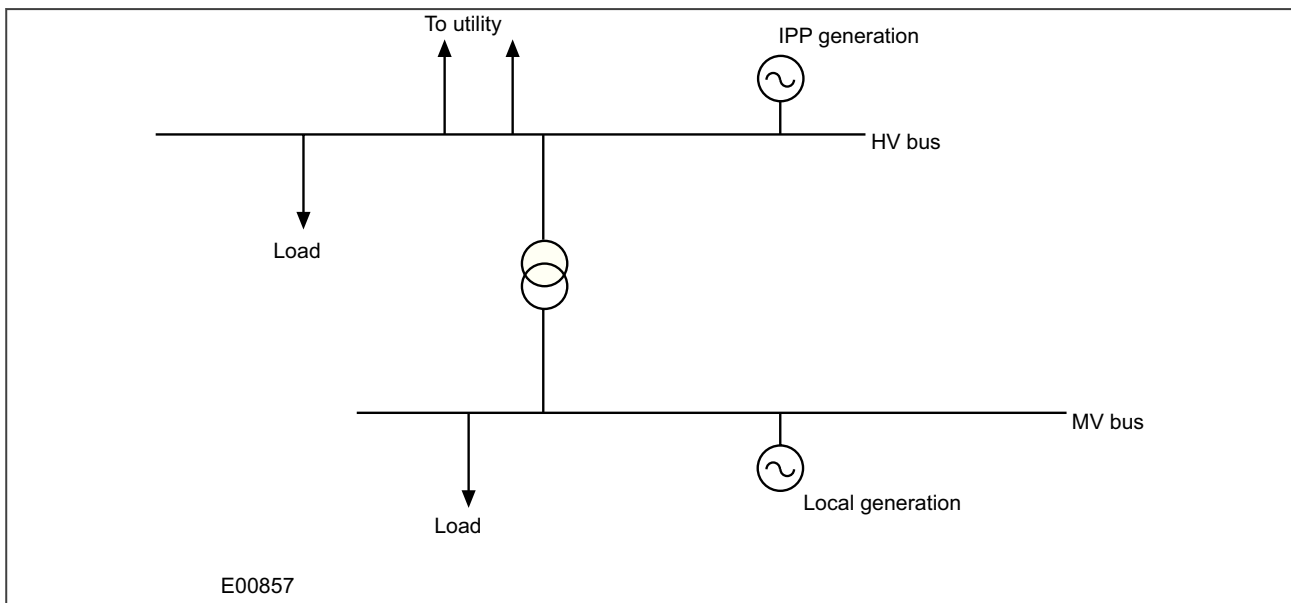 To utility
IPP generation
HV bus
Load
MV bus
Local generation
Load
E00857